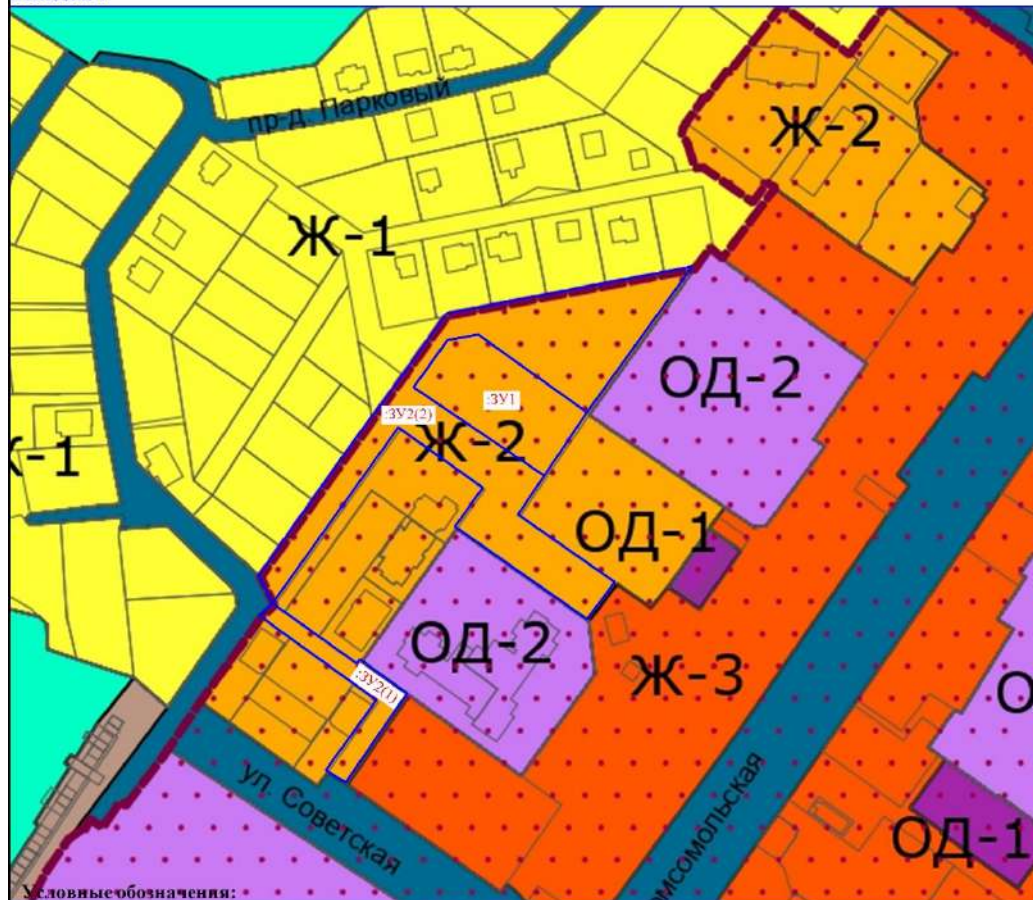 пр-д. Парковый
Ж-2
Ж-1
ОД-2
:ЗУ1
:ЗУ2(2)
Ж-2
Ж-1
ОД-1
ОД-2
:ЗУ2(1)
Ж-3
ул. Советская
ОД-1
Условные обозначения: